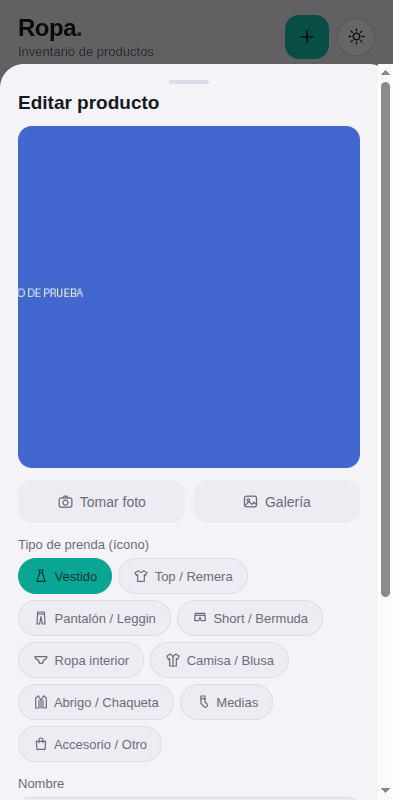 Ropa.
Inventario de productos
Editar producto
O DE PRUEBA
Tomar foto
Galería
Tipo de prenda (ícono)
Vestido
Top / Remera
Pantalón / Leggin
Short / Bermuda
Ropa interior
Camisa / Blusa
Abrigo / Chaqueta
Medias
Accesorio / Otro
Nombre